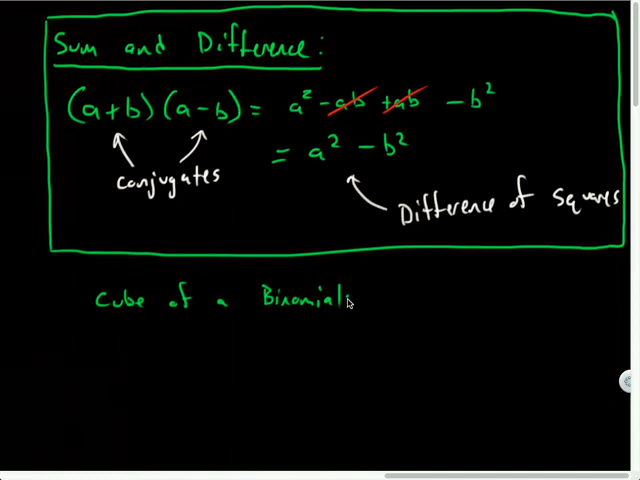 Sum and Difference:
(a+b)(a-b) = a² -ab +ab -b²
= a² - b²
conjugates
Difference of Squares
Cube of a Binomial: